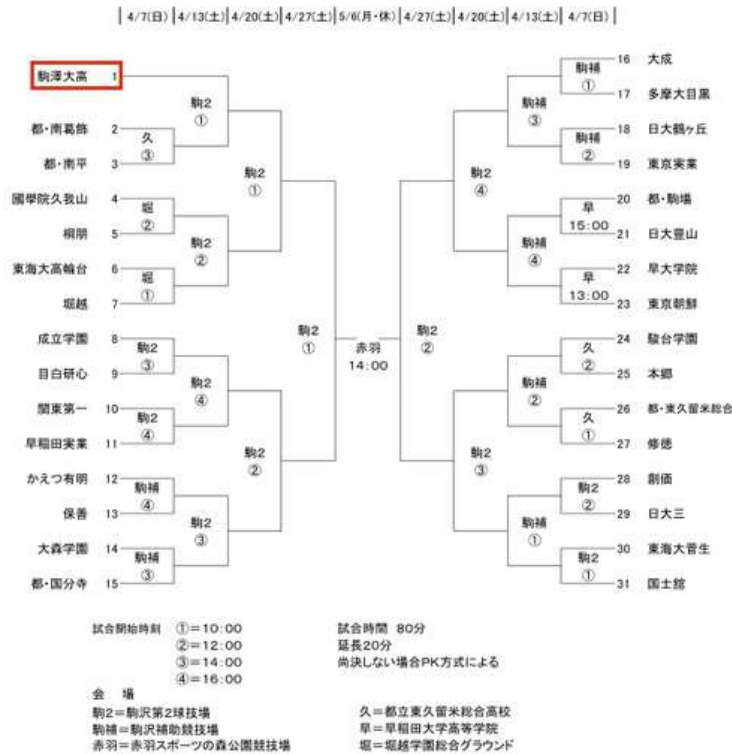 4/7(日) 4/13(土) 4/20(土) 4/27(土) 5/6(月・休) 4/27(土) 4/20(土) 4/13(土) 4/7(日)
駒澤大高 1
都・南葛飾 2
都・南平 3
國學院久我山 4
桐朋 5
東海大高輪台 6
堀越 7
成立学園 8
目白研心 9
関東第一 10
早稲田実業 11
かえつ有明 12
保善 13
大森学園 14
都・国分寺 15
久
③
堀
②
堀
①
駒2
③
駒2
④
駒補
④
駒補
③
駒2
①
駒2
②
駒2
④
駒2
③
駒2
①
駒2
②
駒2
①
赤羽
14:00
駒2
②
駒2
④
駒2
③
駒補
③
駒補
④
駒補
②
駒補
①
駒補
①
駒補
②
早
15:00
早
13:00
久
②
久
①
駒2
②
駒2
①
16 大成
17 多摩大目黒
18 日大鶴ヶ丘
19 東京実業
20 都・駒場
21 日大豊山
22 早大学院
23 東京朝鮮
24 駿台学園
25 本郷
26 都・東久留米総合
27 修徳
28 創価
29 日大三
30 東海大菅生
31 国士舘
試合開始時刻 ①=10:00
②=12:00
③=14:00
④=16:00
試合時間 80分
延長20分
尚決しない場合PK方式による
会 場
駒2=駒沢第2球技場
駒補=駒沢補助競技場
赤羽=赤羽スポーツの森公園競技場
久=都立東久留米総合高校
早=早稲田大学高等学院
堀=堀越学園総合グラウンド